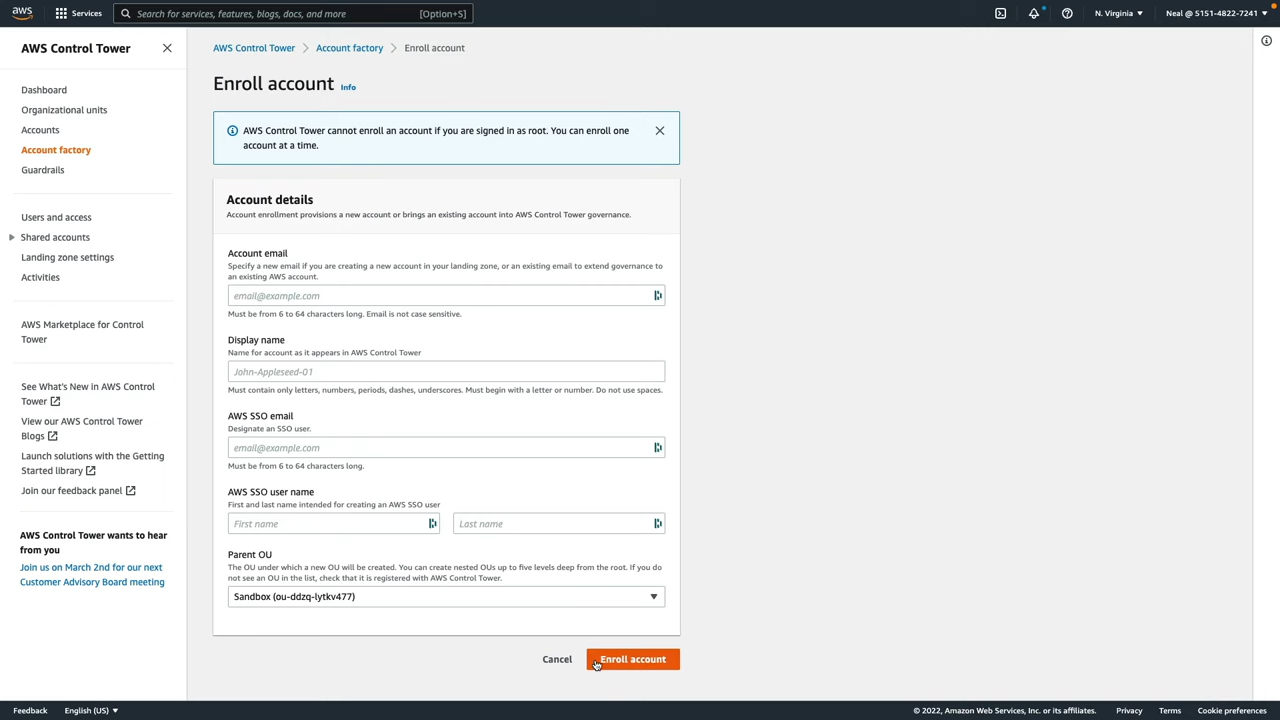 aws
Services
Search for services, features, blogs, docs, and more
[Option+S]
N. Virginia
Neal @ 5151-4822-7241
AWS Control Tower
Dashboard
Organizational units
Accounts
Account factory
Guardrails
Users and access
Shared accounts
Landing zone settings
Activities
AWS Marketplace for Control
Tower
See What's New in AWS Control
Tower
View our AWS Control Tower
Blogs
Launch solutions with the Getting
Started library
Join our feedback panel
AWS Control Tower wants to hear
from you
Join us on March 2nd for our next
Customer Advisory Board meeting
AWS Control Tower > Account factory > Enroll account
Enroll account Info
AWS Control Tower cannot enroll an account if you are signed in as root. You can enroll one
account at a time.
Account details
Account enrollment provisions a new account or brings an existing account into AWS Control Tower governance.
Account email
Specify a new email if you are creating a new account in your landing zone, or an existing email to extend governance to
an existing AWS account.
email@example.com
Must be from 6 to 64 characters long. Email is not case sensitive.
Display name
Name for account as it appears in AWS Control Tower
John-Appleseed-01
Must contain only letters, numbers, periods, dashes, underscores. Must begin with a letter or number. Do not use spaces.
AWS SSO email
Designate an SSO user.
email@example.com
Must be from 6 to 64 characters long.
AWS SSO user name
First and last name intended for creating an AWS SSO user
First name
Last name
Parent OU
The OU under which a new OU will be created. You can create nested OUs up to five levels deep from the root. If you do
not see an OU in the list, check that it is registered with AWS Control Tower.
Sandbox (ou-ddzq-lytkv477)
Cancel
Enroll account
Feedback
English (US)
© 2022, Amazon Web Services, Inc. or its affiliates.
Privacy
Terms
Cookie preferences